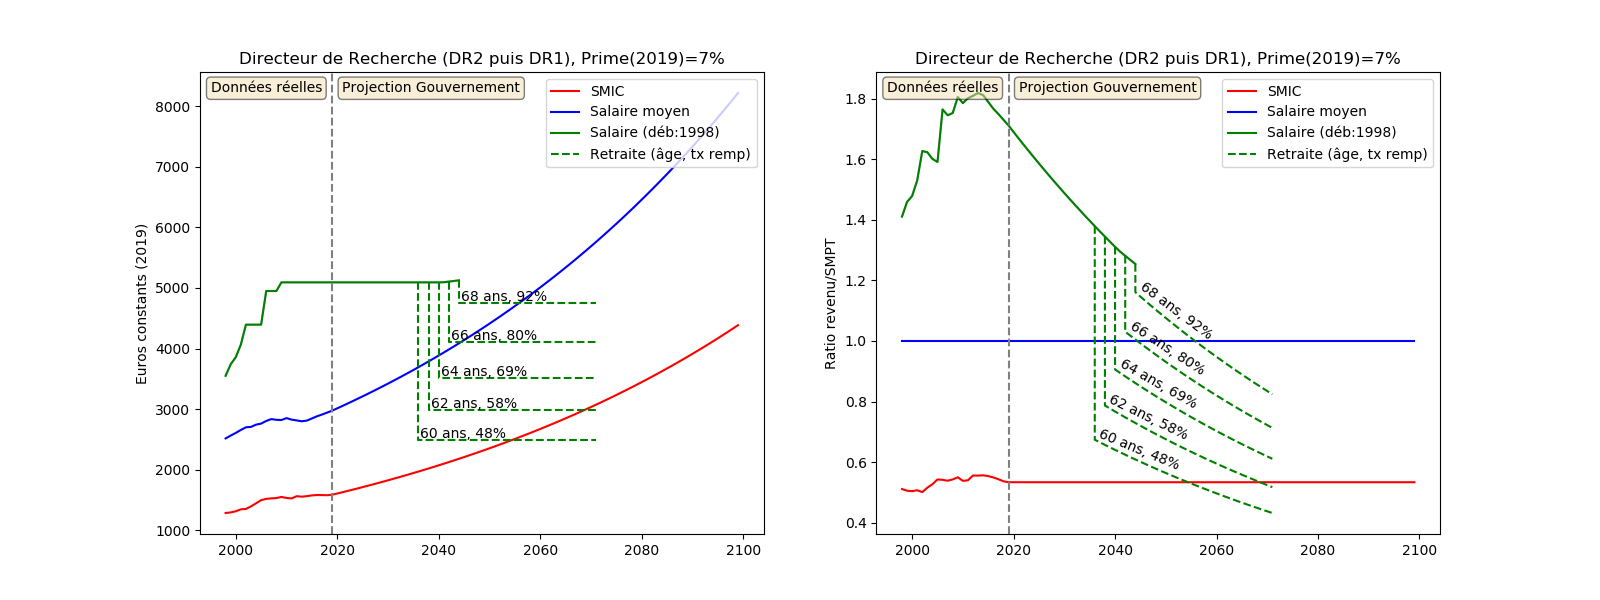 Directeur de Recherche (DR2 puis DR1), Prime(2019)=7%
Données réelles
Projection Gouvernement
SMIC
Salaire moyen
Salaire (déb:1998)
Retraite (âge, tx remp)
Euros constants (2019)
8000
7000
6000
5000
4000
3000
2000
1000
68 ans, 92%
66 ans, 80%
64 ans, 69%
62 ans, 58%
60 ans, 48%
2000 2020 2040 2060 2080 2100
Directeur de Recherche (DR2 puis DR1), Prime(2019)=7%
Données réelles
Projection Gouvernement
SMIC
Salaire moyen
Salaire (déb:1998)
Retraite (âge, tx remp)
Ratio revenu/SMPT
1.8
1.6
1.4
1.2
1.0
0.8
0.6
0.4
68 ans, 92%
66 ans, 80%
64 ans, 69%
62 ans, 58%
60 ans, 48%
2000 2020 2040 2060 2080 2100